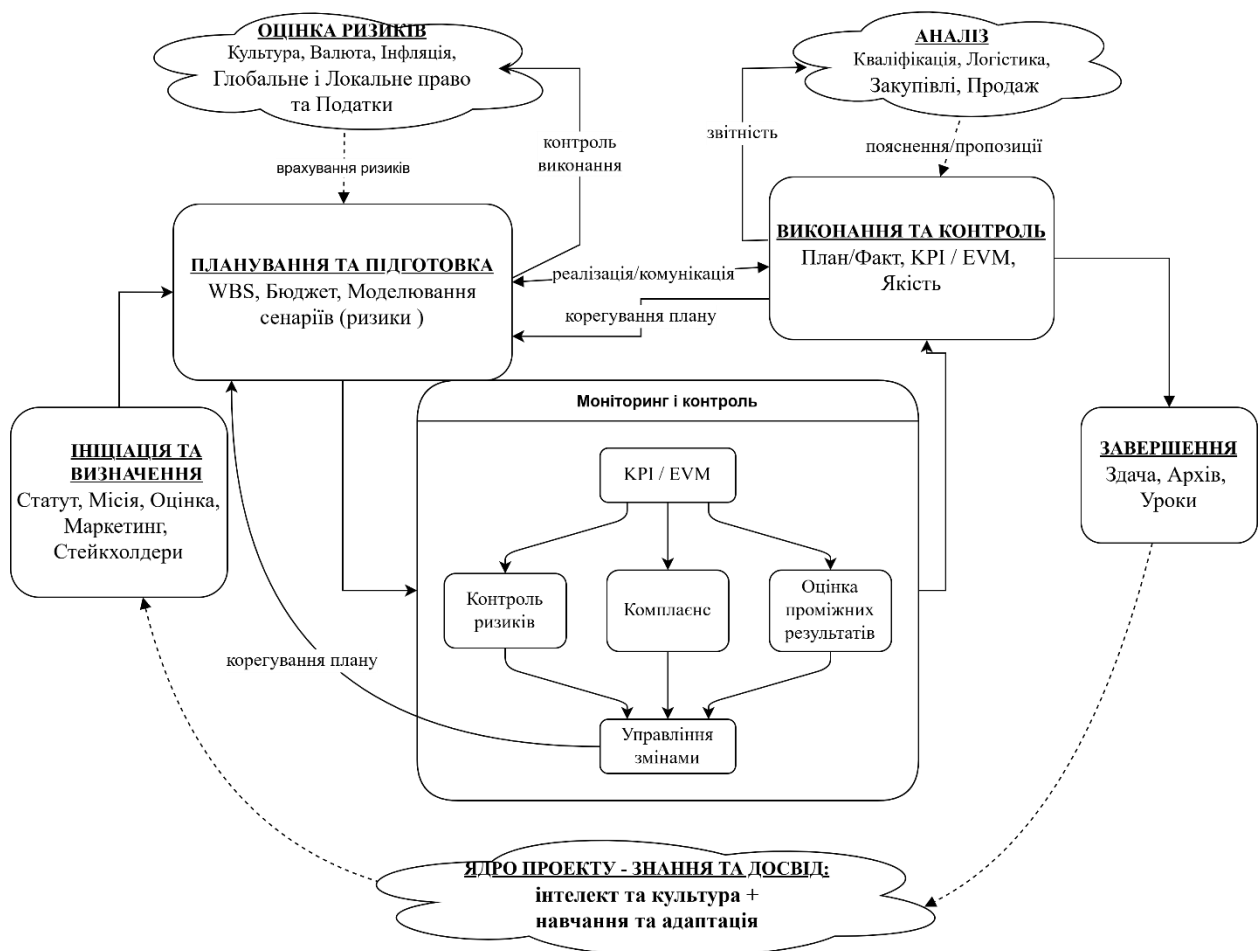 ОЦІНКА РИЗИКІВ
Культура, Валюта, Інфляція,
Глобальне і Локальне право
та Податки
АНАЛІЗ
Кваліфікація, Логістика,
Закупівлі, Продаж
контроль
виконання
звітність
врахування ризиків
пояснення/пропозиції
ПЛАНУВАННЯ ТА ПІДГОТОВКА
WBS, Бюджет, Моделювання
сенаріїв (ризики )
реалізація/комунікація
корегування плану
ВИКОНАННЯ ТА КОНТРОЛЬ
План/Факт, KPI / EVM,
Якість
ІНІЦІАЦІЯ ТА
ВИЗНАЧЕННЯ
Статут, Місія, Оцінка,
Маркетинг,
Стейкхолдери
Моніторинг і контроль
KPI / EVM
Контроль
ризиків
Комплаєнс
Оцінка
проміжних
результатів
Управління
змінами
корегування плану
ЗАВЕРШЕННЯ
Здача, Архів,
Уроки
ЯДРО ПРОЕКТУ - ЗНАННЯ ТА ДОСВІД:
інтелект та культура +
навчання та адаптація